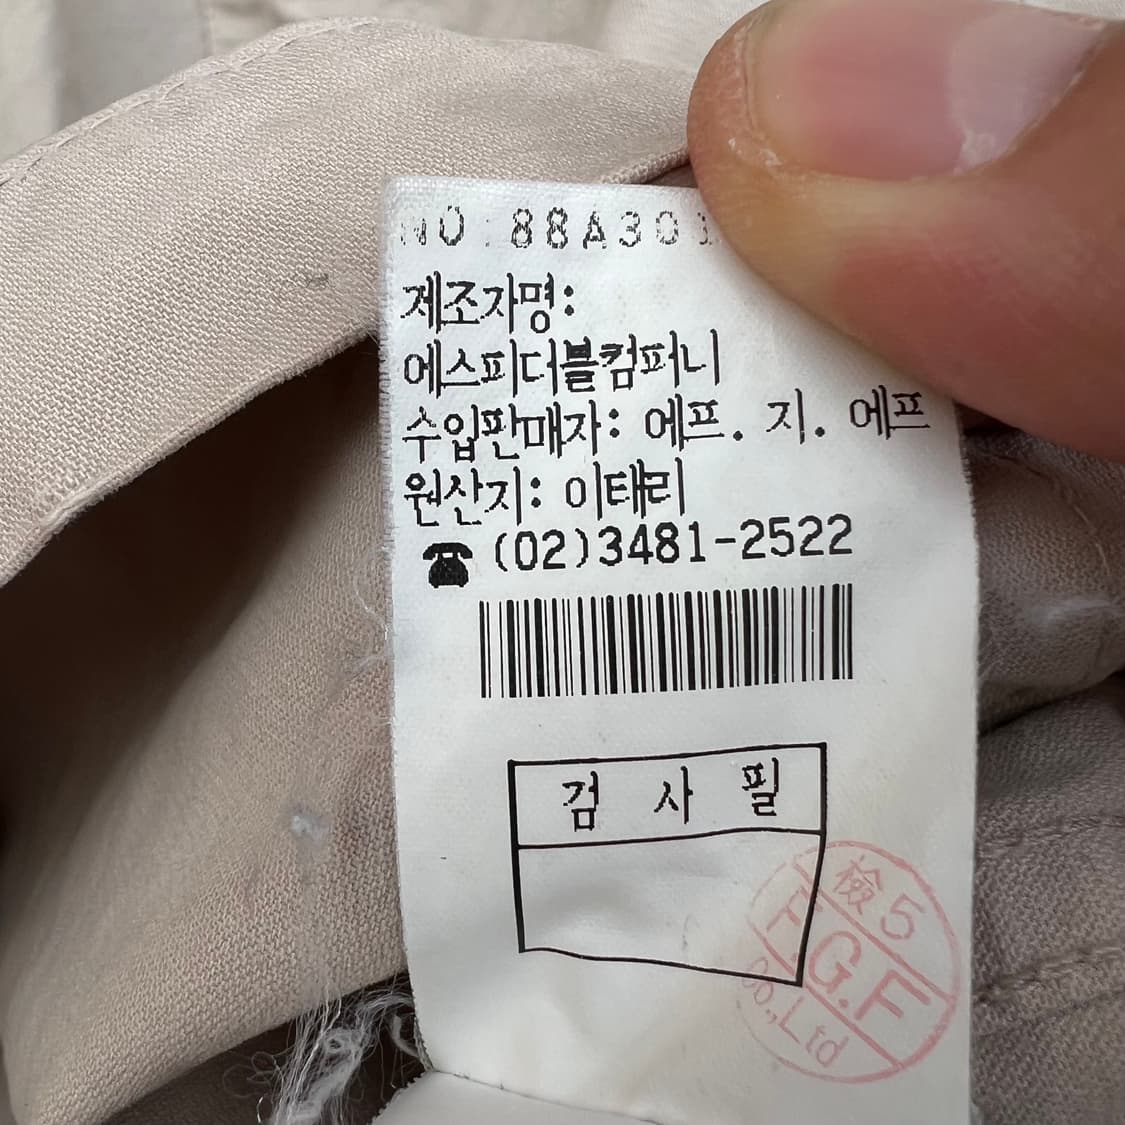 NO 88A301
제조자명:
에스피더블컴퍼니
수입판매자: 에프. 지. 에프
원산지: 이태리
☎ (02)3481-2522
검 사 필
檢 5
F.G.F
Co.,Ltd